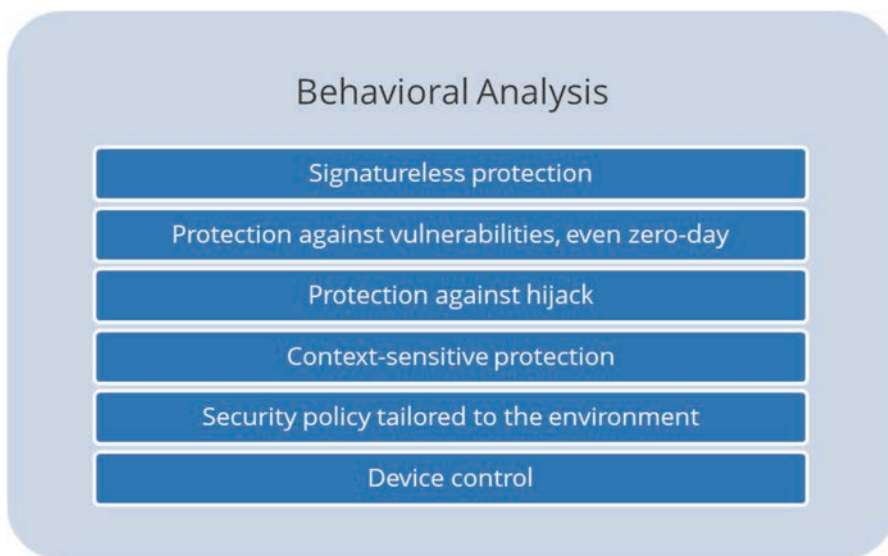 Behavioral Analysis
Signatureless protection
Protection against vulnerabilities, even zero-day
Protection against hijack
Context-sensitive protection
Security policy tailored to the environment
Device control